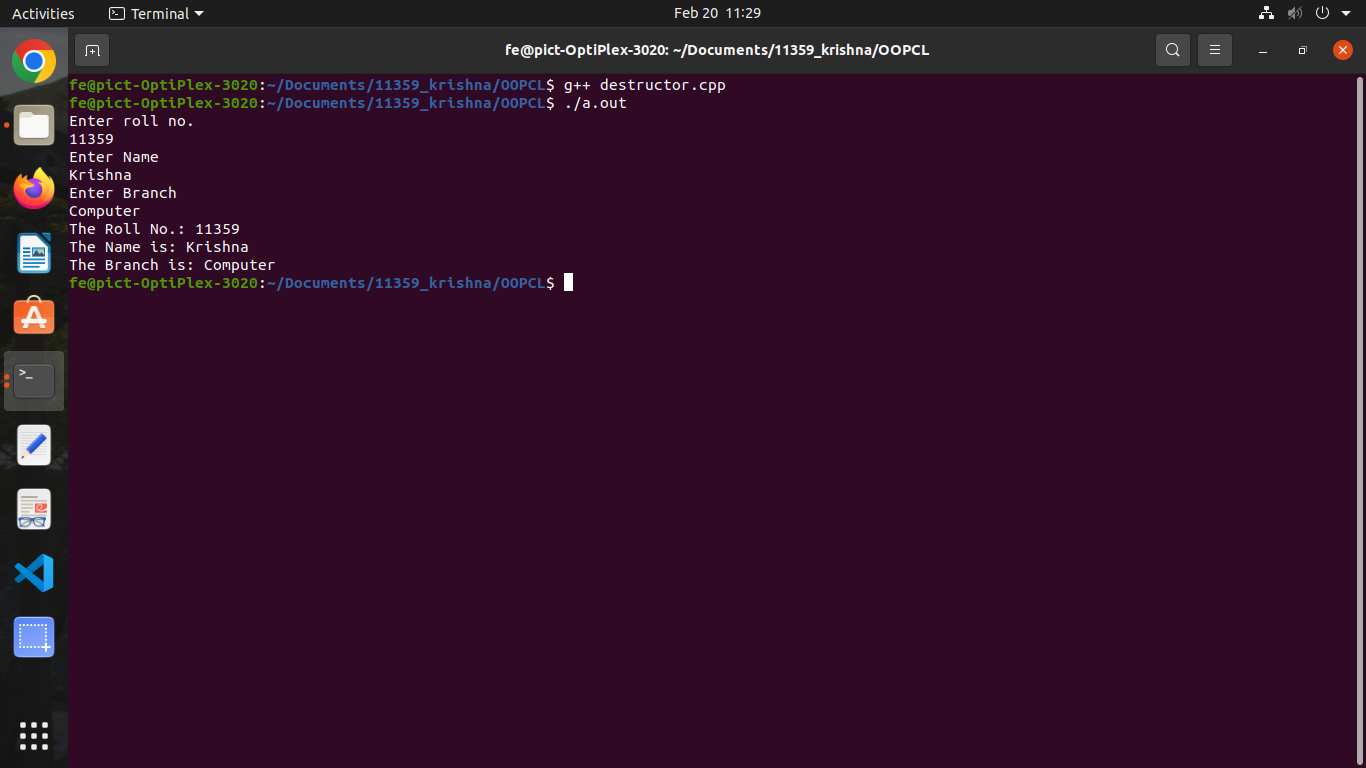 Activities
Terminal
Feb 20 11:29
fe@pict-OptiPlex-3020: ~/Documents/11359_krishna/OOPCL
fe@pict-OptiPlex-3020:~/Documents/11359_krishna/OOPCL$ g++ destructor.cpp
fe@pict-OptiPlex-3020:~/Documents/11359_krishna/OOPCL$ ./a.out
Enter roll no.
11359
Enter Name
Krishna
Enter Branch
Computer
The Roll No.: 11359
The Name is: Krishna
The Branch is: Computer
fe@pict-OptiPlex-3020:~/Documents/11359_krishna/OOPCL$